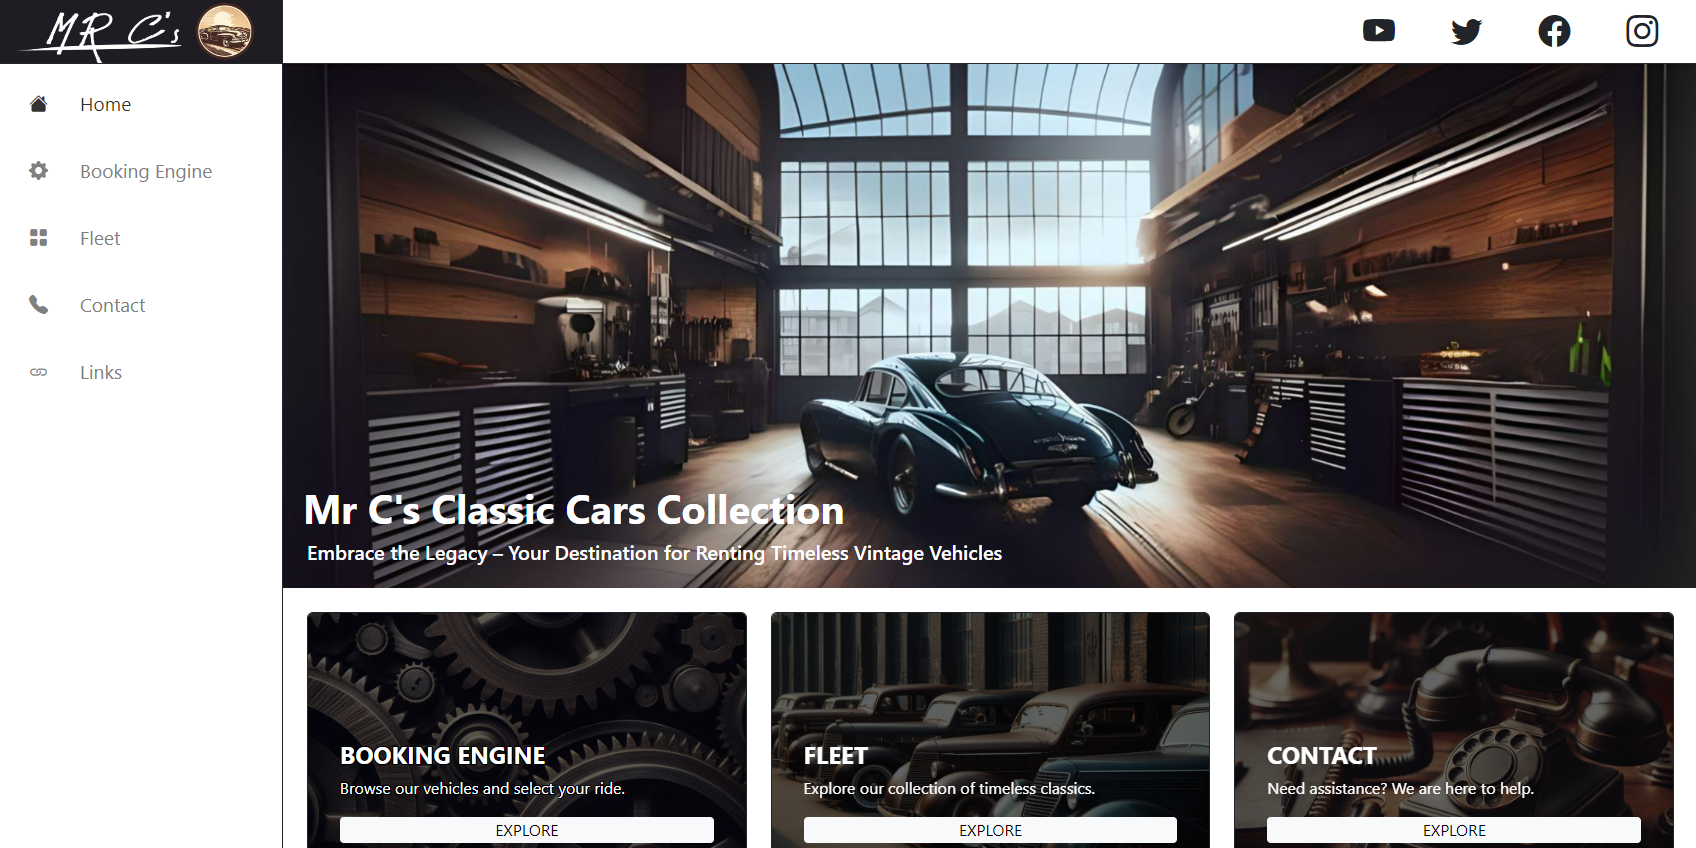 MR C's
Home
Booking Engine
Fleet
Contact
Links
Mr C's Classic Cars Collection
Embrace the Legacy – Your Destination for Renting Timeless Vintage Vehicles
BOOKING ENGINE
Browse our vehicles and select your ride.
EXPLORE
FLEET
Explore our collection of timeless classics.
EXPLORE
CONTACT
Need assistance? We are here to help.
EXPLORE